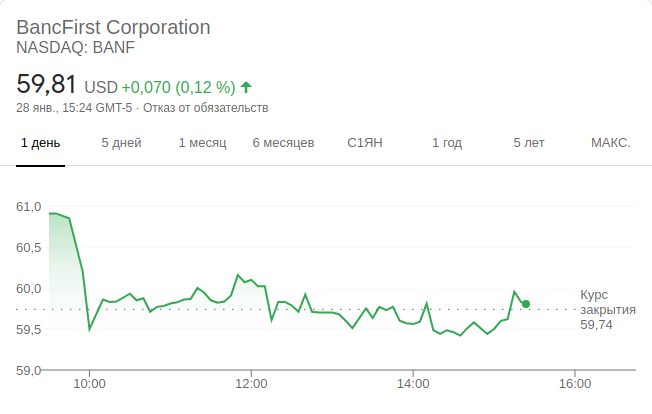 BancFirst Corporation
NASDAQ: BANF
59,81 USD +0,070 (0,12 %)
28 янв., 15:24 GMT-5 · Отказ от обязательств
1 день 5 дней 1 месяц 6 месяцев С1ЯН 1 год 5 лет МАКС.
61,0
60,5
60,0
59,5
59,0
Курс
закрытия
59,74
10:00 12:00 14:00 16:00